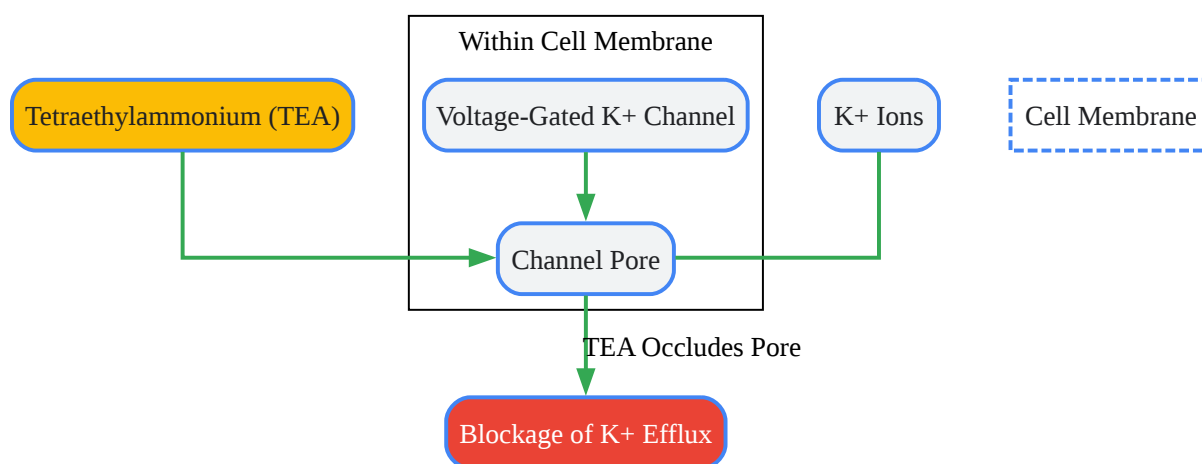 Within Cell Membrane
Tetraethylammonium (TEA)
Voltage-Gated K+ Channel
K+ Ions
Cell Membrane
Channel Pore
TEA Occludes Pore
Blockage of K+ Efflux